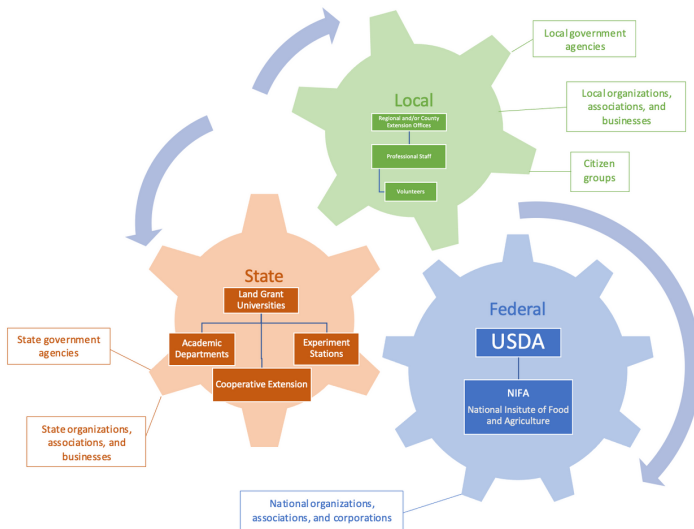 Local government
agencies
Local
Local organizations,
associations, and
businesses
Regional and/or County
Extension Offices
Professional Staff
Citizen
groups
Volunteers
State
Land Grant
Universities
Federal
State government
agencies
Academic
Departments
Experiment
Stations
USDA
Cooperative Extension
NIFA
National Insitute of Food
and Agriculture
State organizations,
associations, and
businesses
National organizations,
associations, and corporations